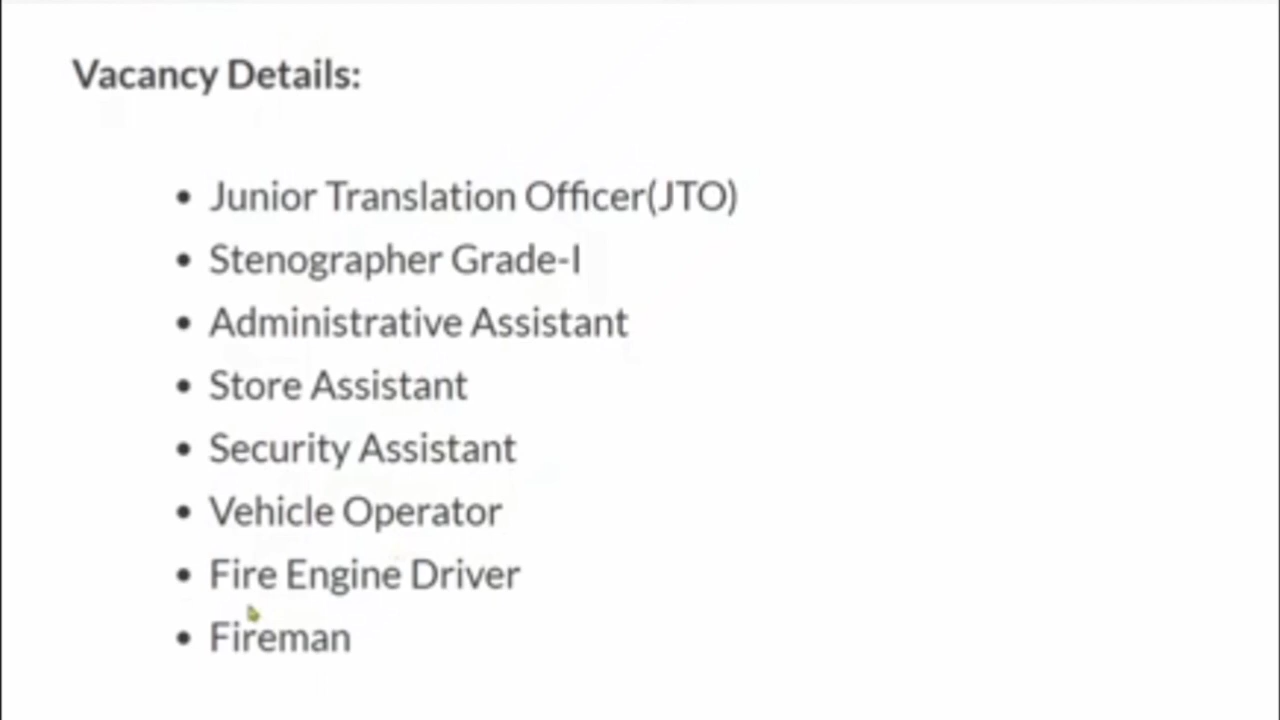 Vacancy Details:
• Junior Translation Officer(JTO)
• Stenographer Grade-I
• Administrative Assistant
• Store Assistant
• Security Assistant
• Vehicle Operator
• Fire Engine Driver
• Fireman